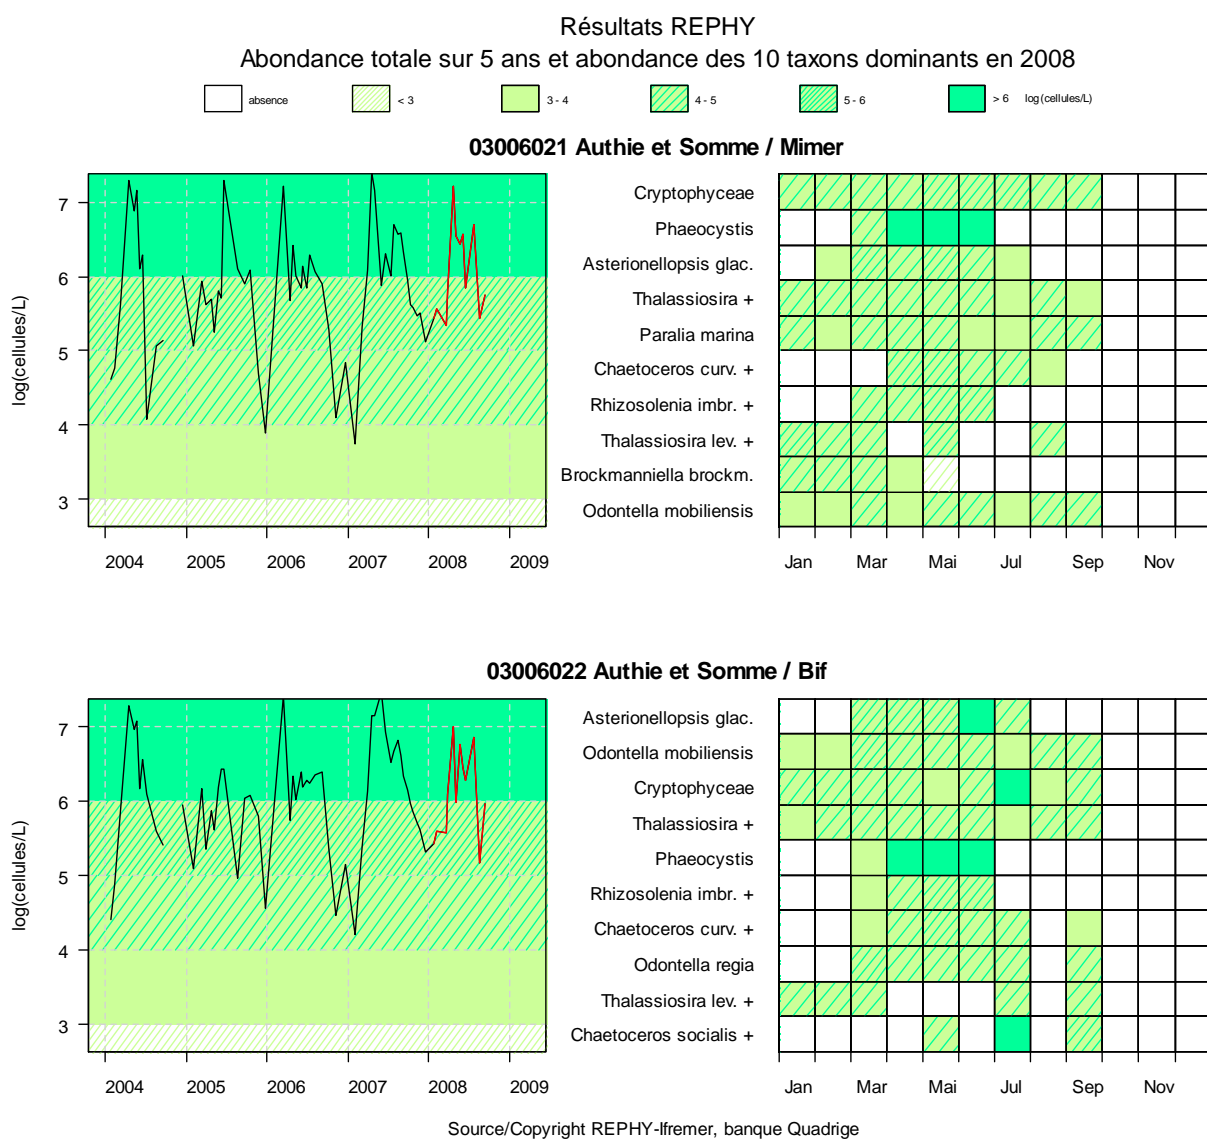 Résultats REPHY
Abondance totale sur 5 ans et abondance des 10 taxons dominants en 2008
absence < 3 3 - 4 4 - 5 5 - 6 > 6 log(cellules/L)
03006021 Authie et Somme / Mimer
log(cellules/L)
7
6
5
4
3
2004 2005 2006 2007 2008 2009
Cryptophyceae
Phaeocystis
Asterionellopsis glac.
Thalassiosira +
Paralia marina
Chaetoceros curv. +
Rhizosolenia imbr. +
Thalassiosira lev. +
Brockmanniella brockm.
Odontella mobiliensis
Jan Mar Mai Jul Sep Nov
03006022 Authie et Somme / Bif
log(cellules/L)
7
6
5
4
3
2004 2005 2006 2007 2008 2009
Asterionellopsis glac.
Odontella mobiliensis
Cryptophyceae
Thalassiosira +
Phaeocystis
Rhizosolenia imbr. +
Chaetoceros curv. +
Odontella regia
Thalassiosira lev. +
Chaetoceros socialis +
Jan Mar Mai Jul Sep Nov
Source/Copyright REPHY-Ifremer, banque Quadrige